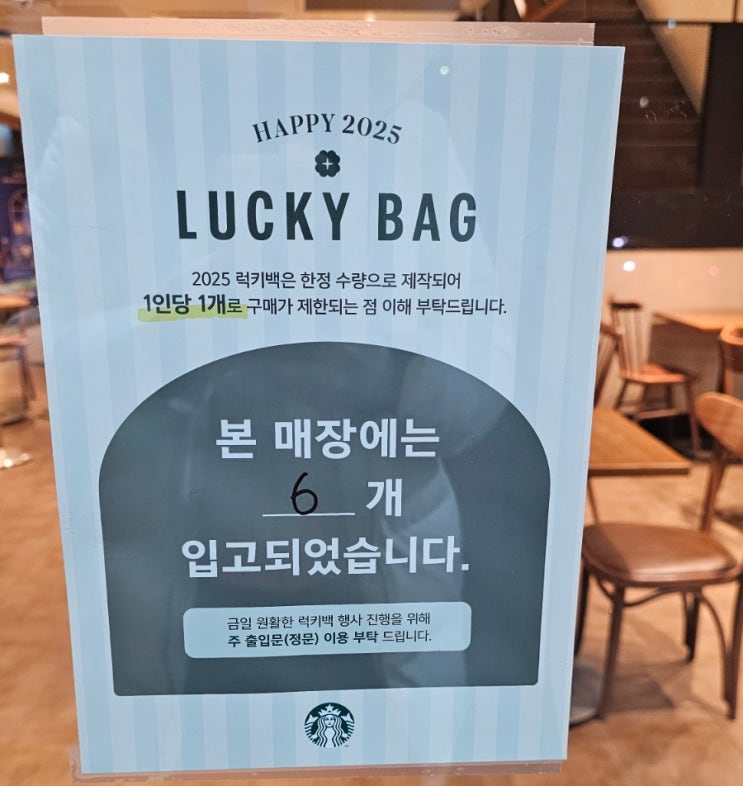 HAPPY 2025
LUCKY BAG
2025 럭키백은 한정 수량으로 제작되어
1인당 1개로 구매가 제한되는 점 이해 부탁드립니다.
본 매장에는
6 개
입고되었습니다.
금일 원활한 럭키백 행사 진행을 위해
주 출입문(정문) 이용 부탁 드립니다.